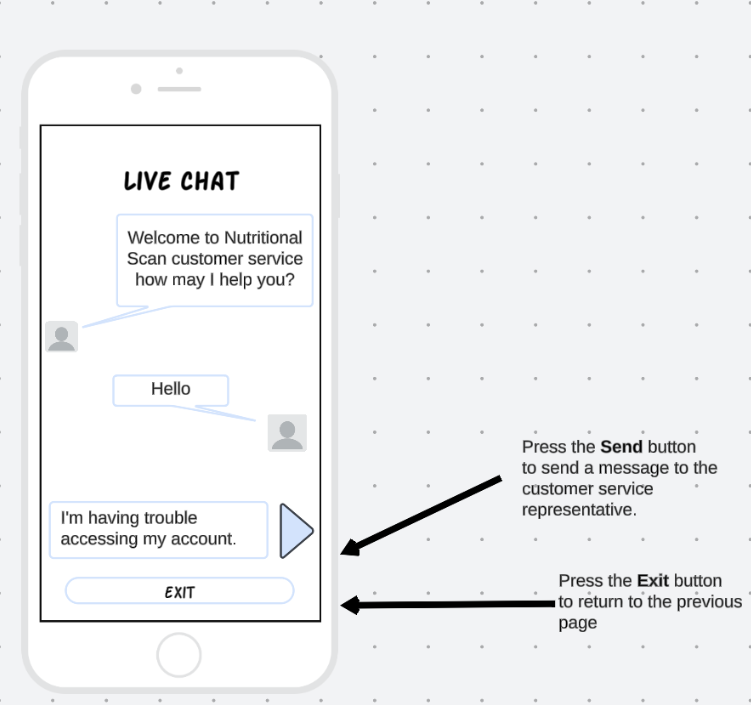 LIVE CHAT
Welcome to Nutritional
Scan customer service
how may I help you?
Hello
I'm having trouble
accessing my account.
EXIT
Press the Send button
to send a message to the
customer service
representative.
Press the Exit button
to return to the previous
page